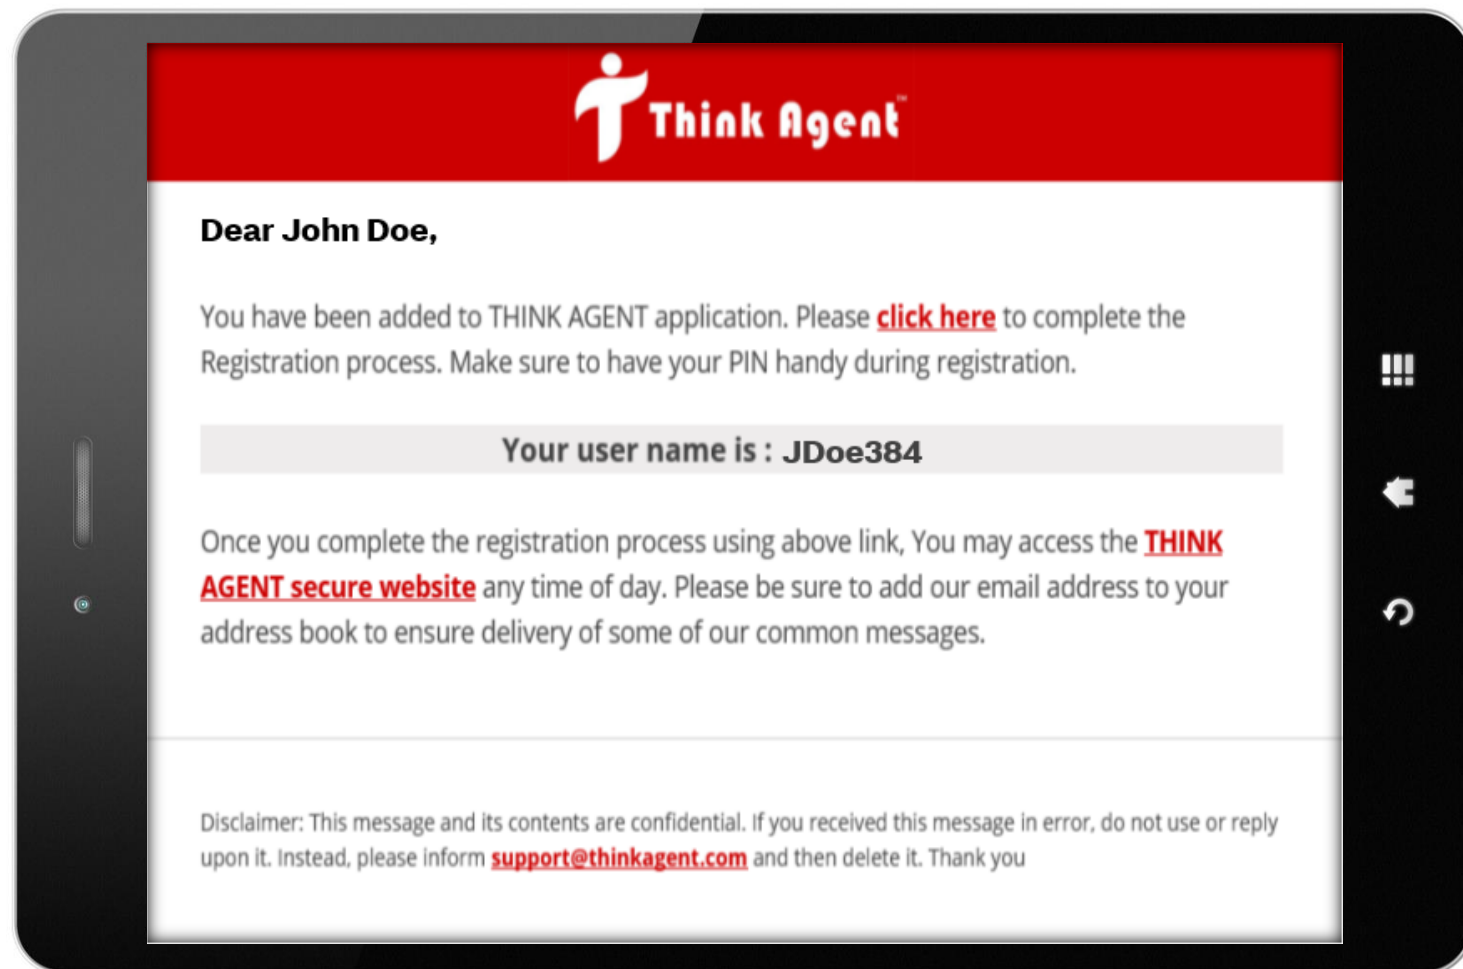 Think Agent™
Dear John Doe,
You have been added to THINK AGENT application. Please click here to complete the
Registration process. Make sure to have your PIN handy during registration.
Your user name is : JDoe384
Once you complete the registration process using above link, You may access the THINK
AGENT secure website any time of day. Please be sure to add our email address to your
address book to ensure delivery of some of our common messages.
Disclaimer: This message and its contents are confidential. If you received this message in error, do not use or reply
upon it. Instead, please inform support@thinkagent.com and then delete it. Thank you